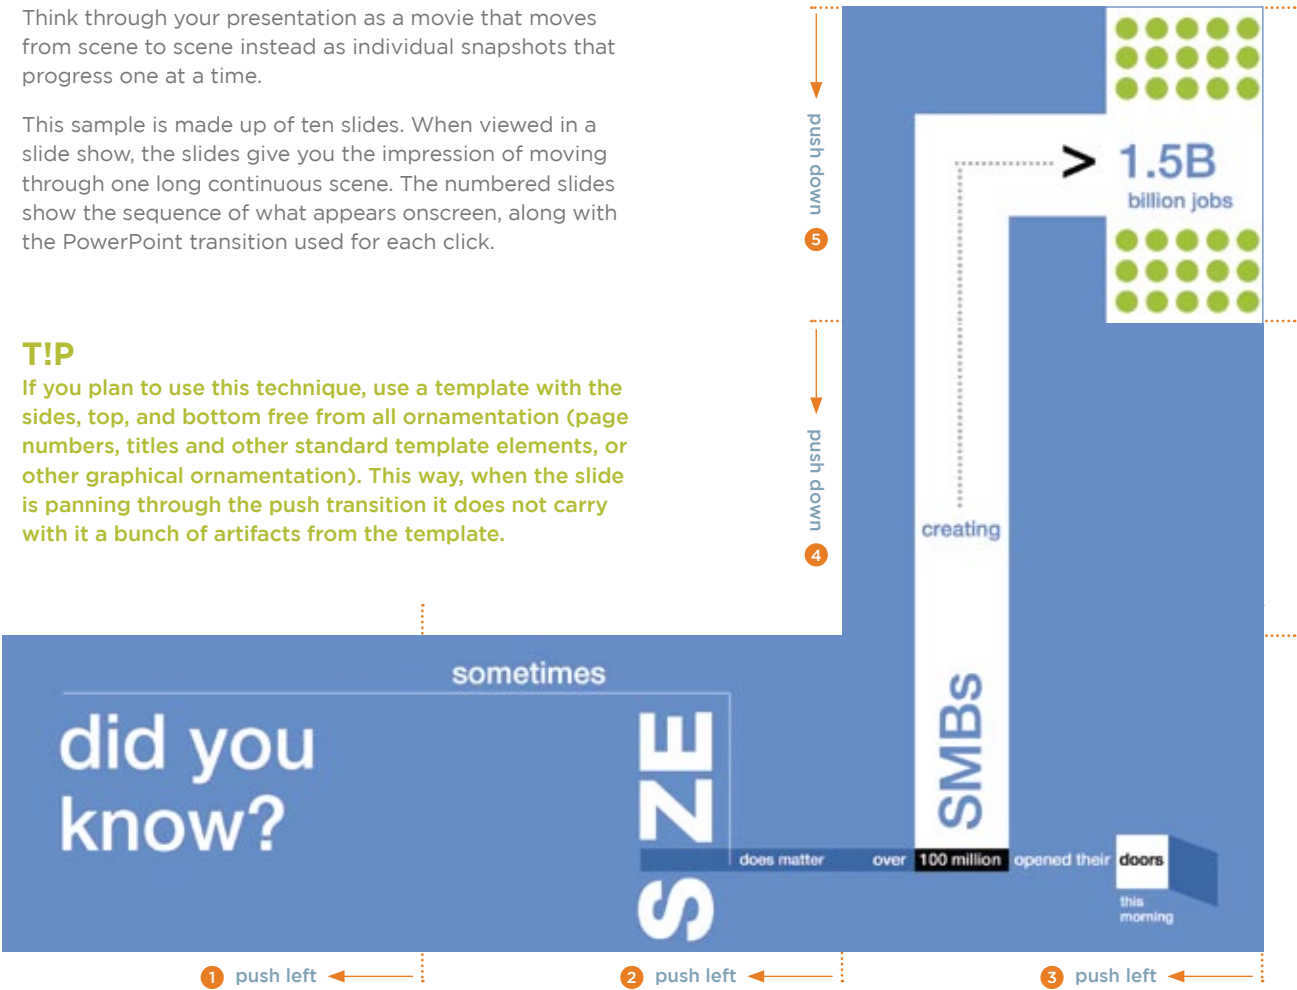 Think through your presentation as a movie that moves
from scene to scene instead as individual snapshots that
progress one at a time.
This sample is made up of ten slides. When viewed in a
slide show, the slides give you the impression of moving
through one long continuous scene. The numbered slides
show the sequence of what appears onscreen, along with
the PowerPoint transition used for each click.
T!P
If you plan to use this technique, use a template with the
sides, top, and bottom free from all ornamentation (page
numbers, titles and other standard template elements, or
other graphical ornamentation). This way, when the slide
is panning through the push transition it does not carry
with it a bunch of artifacts from the template.
push down
5
push down
4
> 1.5B
billion jobs
creating
SMBs
sometimes
did you
know?
S ZE
does matter over 100 million opened their doors
this
morning
1 push left
2 push left
3 push left